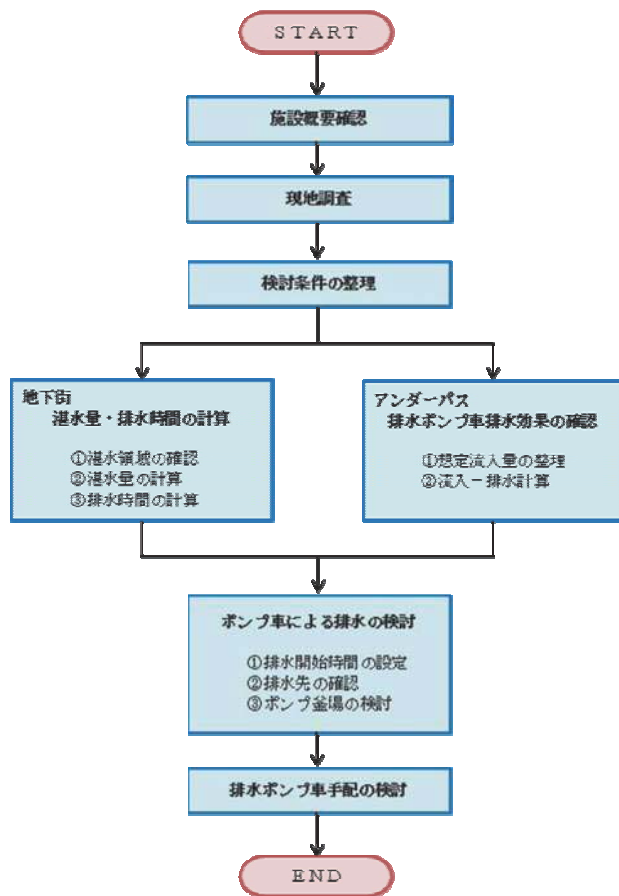 START
施設概要確認
現地調査
検討条件の整理
地下街
湛水量・排水時間の計算
①湛水領域の確認
②湛水量の計算
③排水時間の計算
アンダーパス
排水ポンプ車排水効果の確認
①想定流入量の整理
②流入－排水計算
ポンプ車による排水の検討
①排水開始時間の設定
②排水先の確認
③ポンプ釜場の検討
排水ポンプ車手配の検討
END